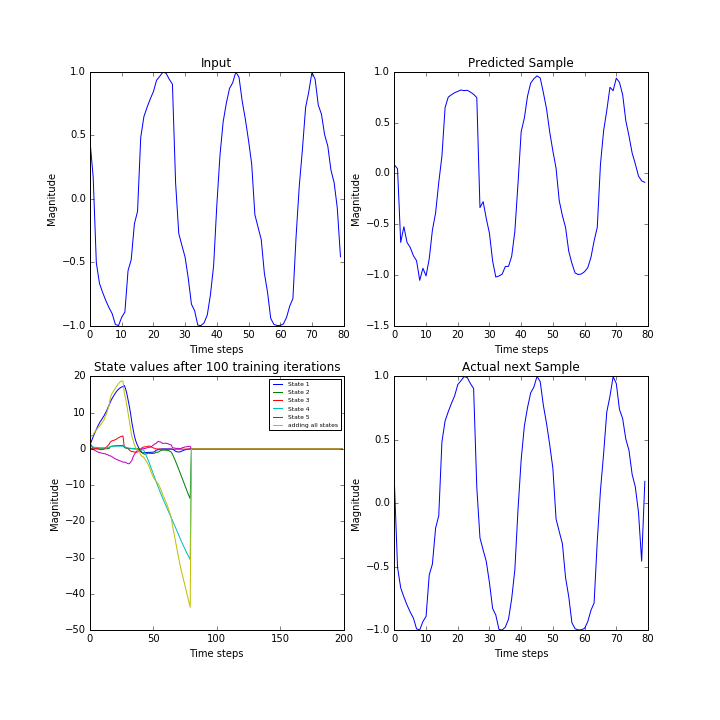 Input
Predicted Sample
1.0
0.5
0.0
−0.5
−1.0
Magnitude
0 10 20 30 40 50 60 70 80
Time steps
1.0
0.5
0.0
−0.5
−1.0
−1.5
Magnitude
0 10 20 30 40 50 60 70 80
Time steps
State values after 100 training iterations
20
10
0
−10
−20
−30
−40
−50
Magnitude
State 1
State 2
State 3
State 4
State 5
adding all states
0 50 100 150 200
Time steps
Actual next Sample
1.0
0.5
0.0
−0.5
−1.0
Magnitude
0 10 20 30 40 50 60 70 80
Time steps